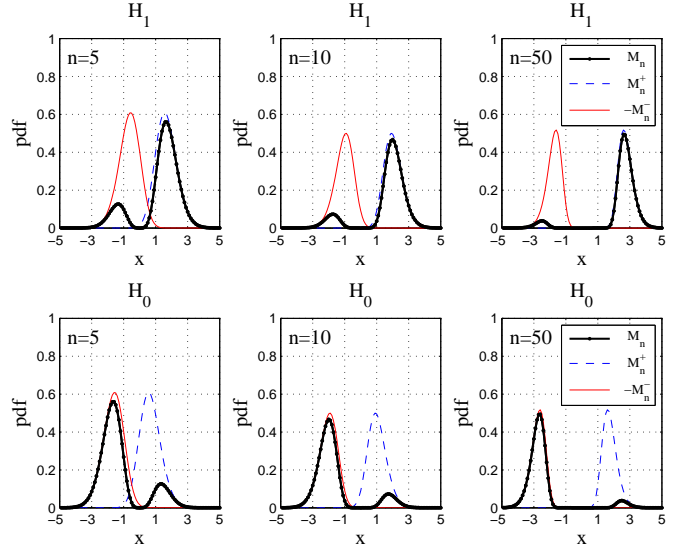 H₁ H₁ H₁
pdf 1 0.8 0.6 0.4 0.2 0 n=5 −5 −3 −1 1 3 5 x
pdf 1 0.8 0.6 0.4 0.2 0 n=10 −5 −3 −1 1 3 5 x
pdf 1 0.8 0.6 0.4 0.2 0 n=50 −5 −3 −1 1 3 5 x
Mₙ
Mₙ⁺
−Mₙ⁻
H₀ H₀ H₀
pdf 1 0.8 0.6 0.4 0.2 0 n=5 −5 −3 −1 1 3 5 x
pdf 1 0.8 0.6 0.4 0.2 0 n=10 −5 −3 −1 1 3 5 x
pdf 1 0.8 0.6 0.4 0.2 0 n=50 −5 −3 −1 1 3 5 x
Mₙ
Mₙ⁺
−Mₙ⁻